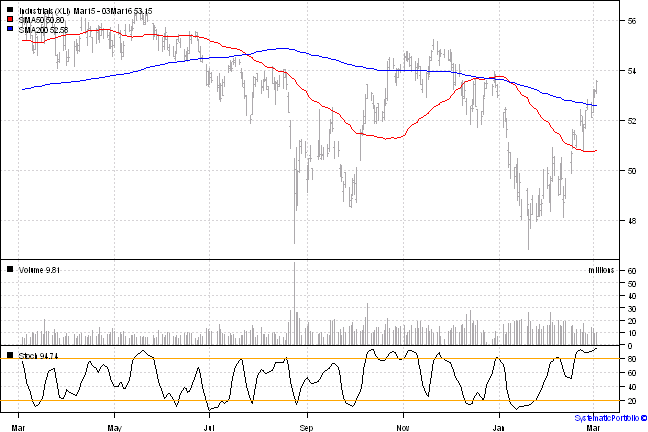 Industrials (XLI) Mar15 - 03Mar16 53.15
SMA50 50.80
SMA200 52.58
56
54
52
50
48
Volume 9.81
millions
60
50
40
30
20
10
0
Stoch 94.74
80
60
40
20
Mar May Jul Sep Nov Jan Mar
SystematicPortfolio ©